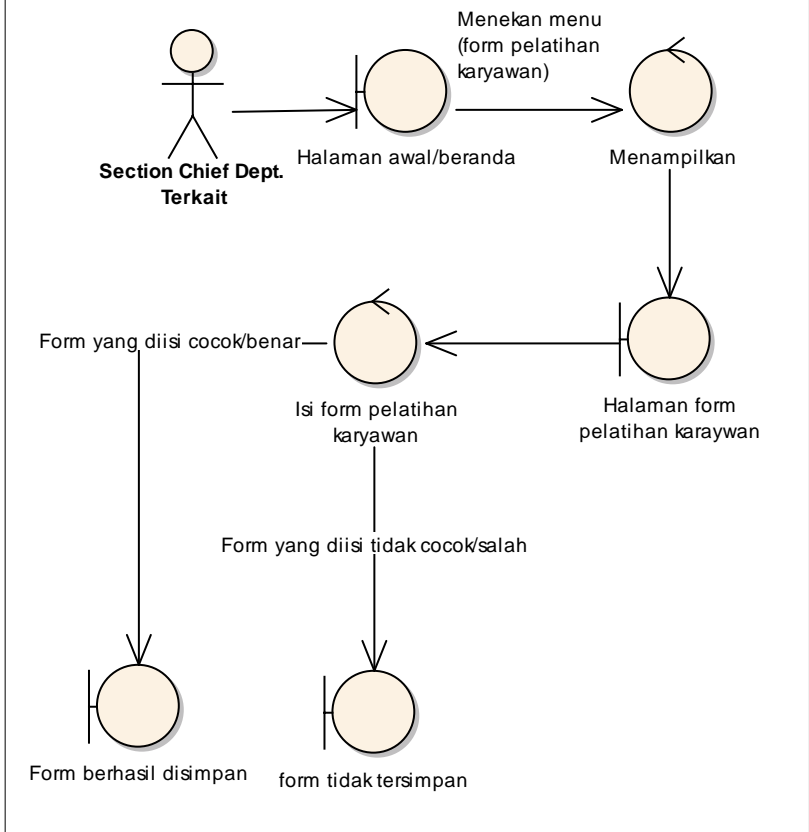 Menekan menu
(form pelatihan
karyawan)
Section Chief Dept.
Terkait
Halaman awal/beranda
Menampilkan
Form yang diisi cocok/benar
Isi form pelatihan
karyawan
Halaman form
pelatihan karaywan
Form yang diisi tidak cocok/salah
Form berhasil disimpan
form tidak tersimpan